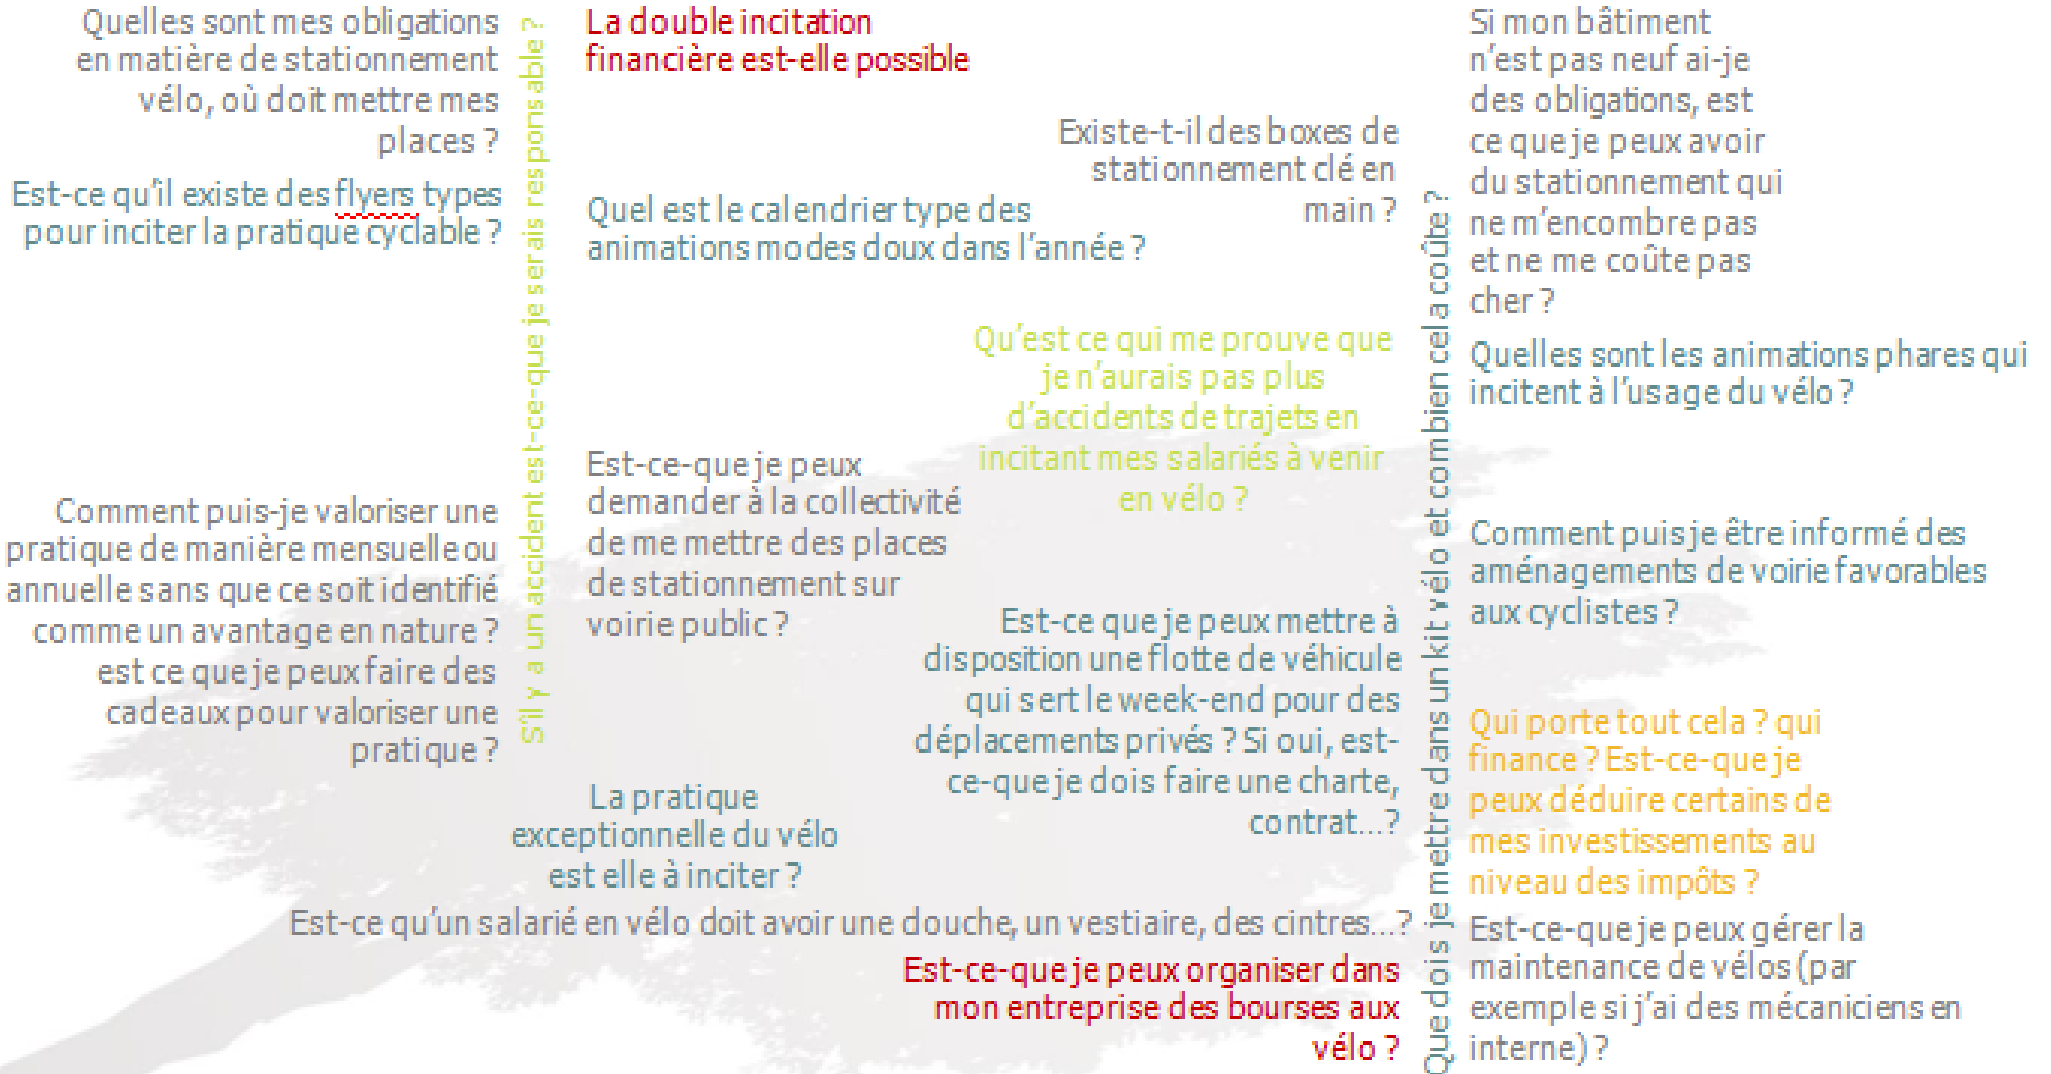 Quelles sont mes obligations
en matière de stationnement
vélo, où doit mettre mes
places ?
Est-ce qu'il existe des flyers types
pour inciter la pratique cyclable ?
Comment puis-je valoriser une
pratique de manière mensuelle ou
annuelle sans que ce soit identifié
comme un avantage en nature ?
est ce que je peux faire des
cadeaux pour valoriser une
pratique ?
S'il y a un accident est-ce-que je serais responsable ?
La double incitation
financière est-elle possible
Existe-t-il des boxes de
stationnement clé en
main ?
Quel est le calendrier type des
animations modes doux dans l'année ?
Qu'est ce qui me prouve que
je n'aurais pas plus
d'accidents de trajets en
incitant mes salariés à venir
en vélo ?
Est-ce-que je peux
demander à la collectivité
de me mettre des places
de stationnement sur
voirie public ?
Est-ce que je peux mettre à
disposition une flotte de véhicule
qui sert le week-end pour des
déplacements privés ? Si oui, est-
ce-que je dois faire une charte,
contrat...?
La pratique
exceptionnelle du vélo
est elle à inciter ?
Est-ce qu'un salarié en vélo doit avoir une douche, un vestiaire, des cintres...?
Est-ce-que je peux organiser dans
mon entreprise des bourses aux
vélo ?
Que dois je mettre dans un kit vélo et combien cela coûte ?
Si mon bâtiment
n'est pas neuf ai-je
des obligations, est
ce que je peux avoir
du stationnement qui
ne m'encombre pas
et ne me coûte pas
cher ?
Quelles sont les animations phares qui
incitent à l'usage du vélo ?
Comment puis je être informé des
aménagements de voirie favorables
aux cyclistes ?
Qui porte tout cela ? qui
finance ? Est-ce-que je
peux déduire certains de
mes investissements au
niveau des impôts ?
Est-ce-que je peux gérer la
maintenance de vélos (par
exemple si j'ai des mécaniciens en
interne) ?